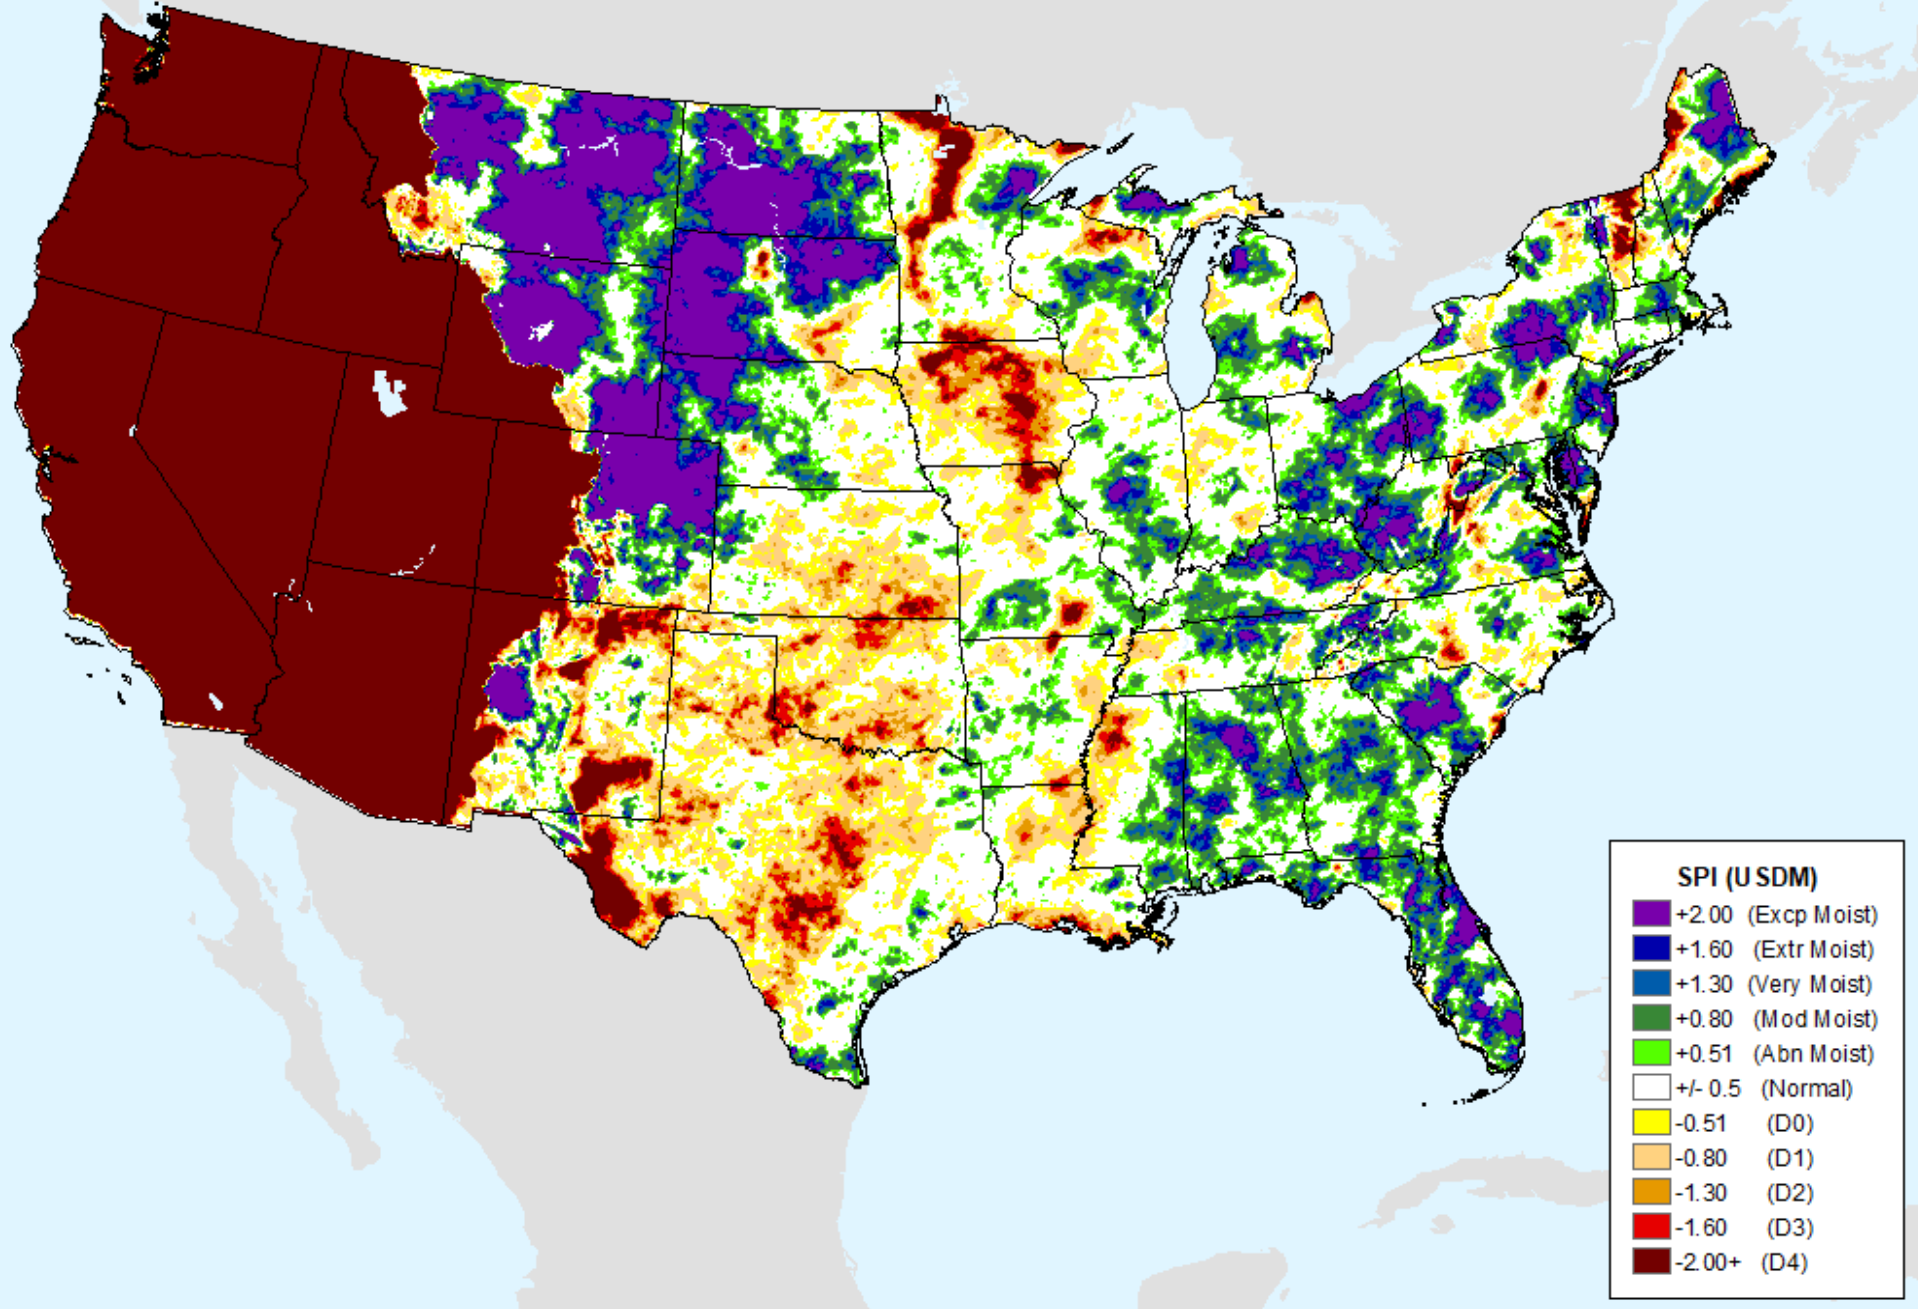 SPI (USDM)
+2.00 (Excp Moist)
+1.60 (Extr Moist)
+1.30 (Very Moist)
+0.80 (Mod Moist)
+0.51 (Abn Moist)
+/- 0.5 (Normal)
-0.51 (D0)
-0.80 (D1)
-1.30 (D2)
-1.60 (D3)
-2.00+ (D4)